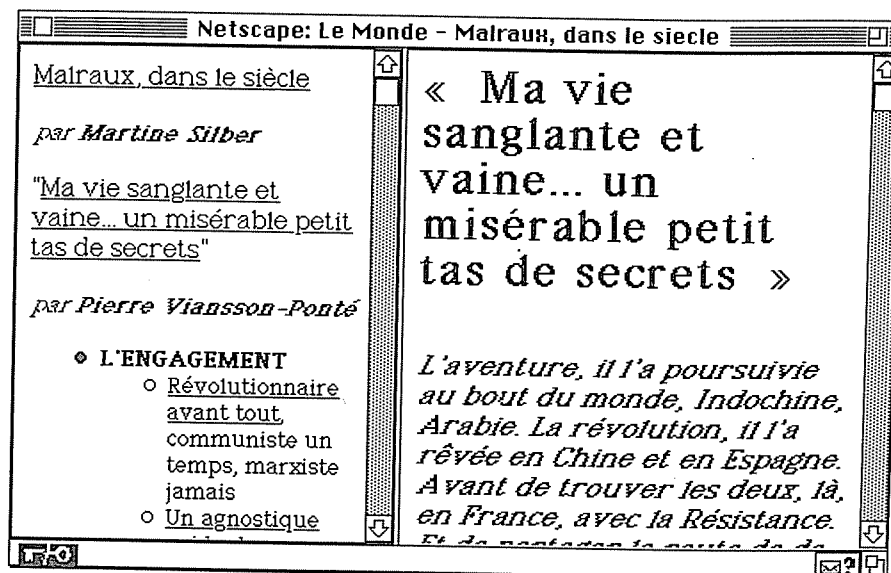 Netscape: Le Monde - Malraux, dans le siecle
Malraux, dans le siècle
par Martine Silber
"Ma vie sanglante et
vaine... un misérable petit
tas de secrets"
par Pierre Viansson-Ponté
L'ENGAGEMENT
Révolutionnaire
avant tout,
communiste un
temps, marxiste
jamais
Un agnostique
« Ma vie
sanglante et
vaine... un
misérable petit
tas de secrets »
L'aventure, il l'a poursuivie
au bout du monde, Indochine,
Arabie. La révolution, il l'a
rêvée en Chine et en Espagne.
Avant de trouver les deux, là,
en France, avec la Résistance.